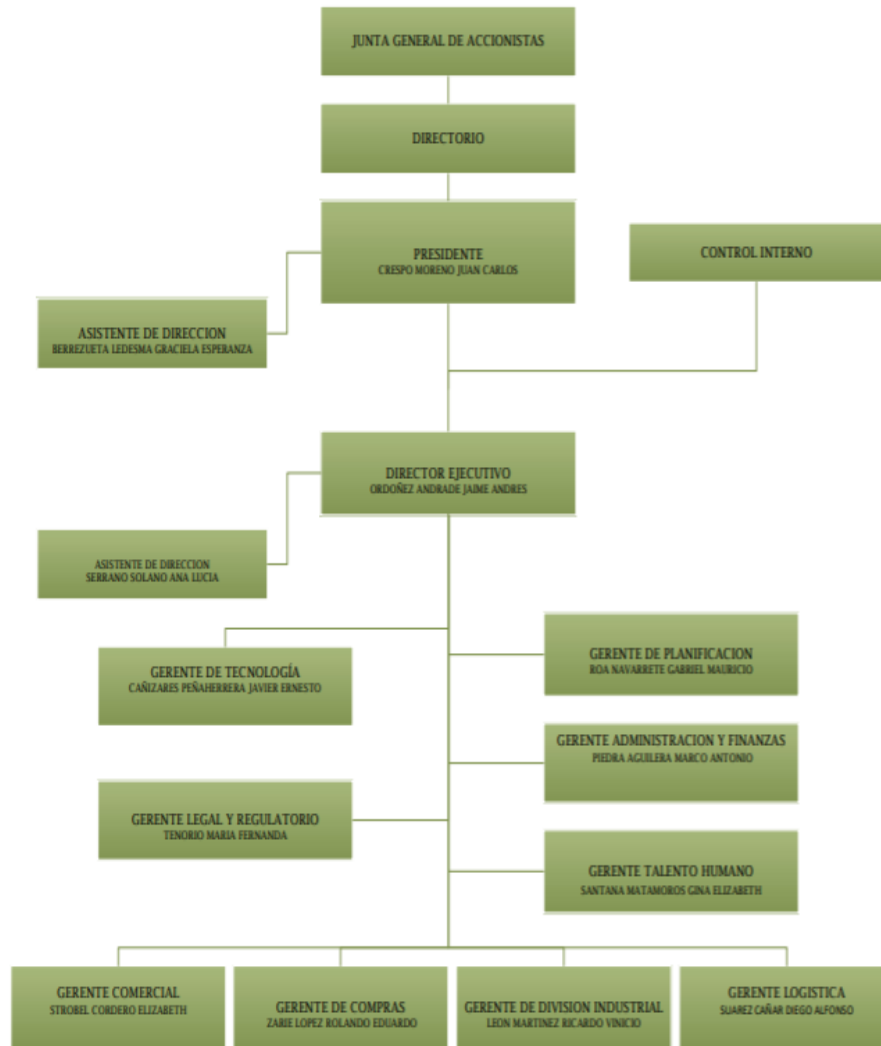 JUNTA GENERAL DE ACCIONISTAS
DIRECTORIO
PRESIDENTE
CRESPO MORENO JUAN CARLOS
CONTROL INTERNO
ASISTENTE DE DIRECCION
BERREZUETA LEDESMA GRACIELA ESPERANZA
DIRECTOR EJECUTIVO
ORDOÑEZ ANDRADE JAIME ANDRES
ASISTENTE DE DIRECCION
SERRANO SOLANO ANA LUCIA
GERENTE DE TECNOLOGÍA
CAÑIZARES PEÑAHERRERA JAVIER ERNESTO
GERENTE DE PLANIFICACION
ROA NAVARRETE GABRIEL MAURICIO
GERENTE ADMINISTRACION Y FINANZAS
PIEDRA AGUILERA MARCO ANTONIO
GERENTE LEGAL Y REGULATORIO
TENORIO MARIA FERNANDA
GERENTE TALENTO HUMANO
SANTANA MATAMOROS GINA ELIZABETH
GERENTE COMERCIAL
STROBEL CORDERO ELIZABETH
GERENTE DE COMPRAS
ZARIE LOPEZ ROLANDO EDUARDO
GERENTE DE DIVISION INDUSTRIAL
LEON MARTINEZ RICARDO VINICIO
GERENTE LOGISTICA
SUAREZ CAÑAR DIEGO ALFONSO